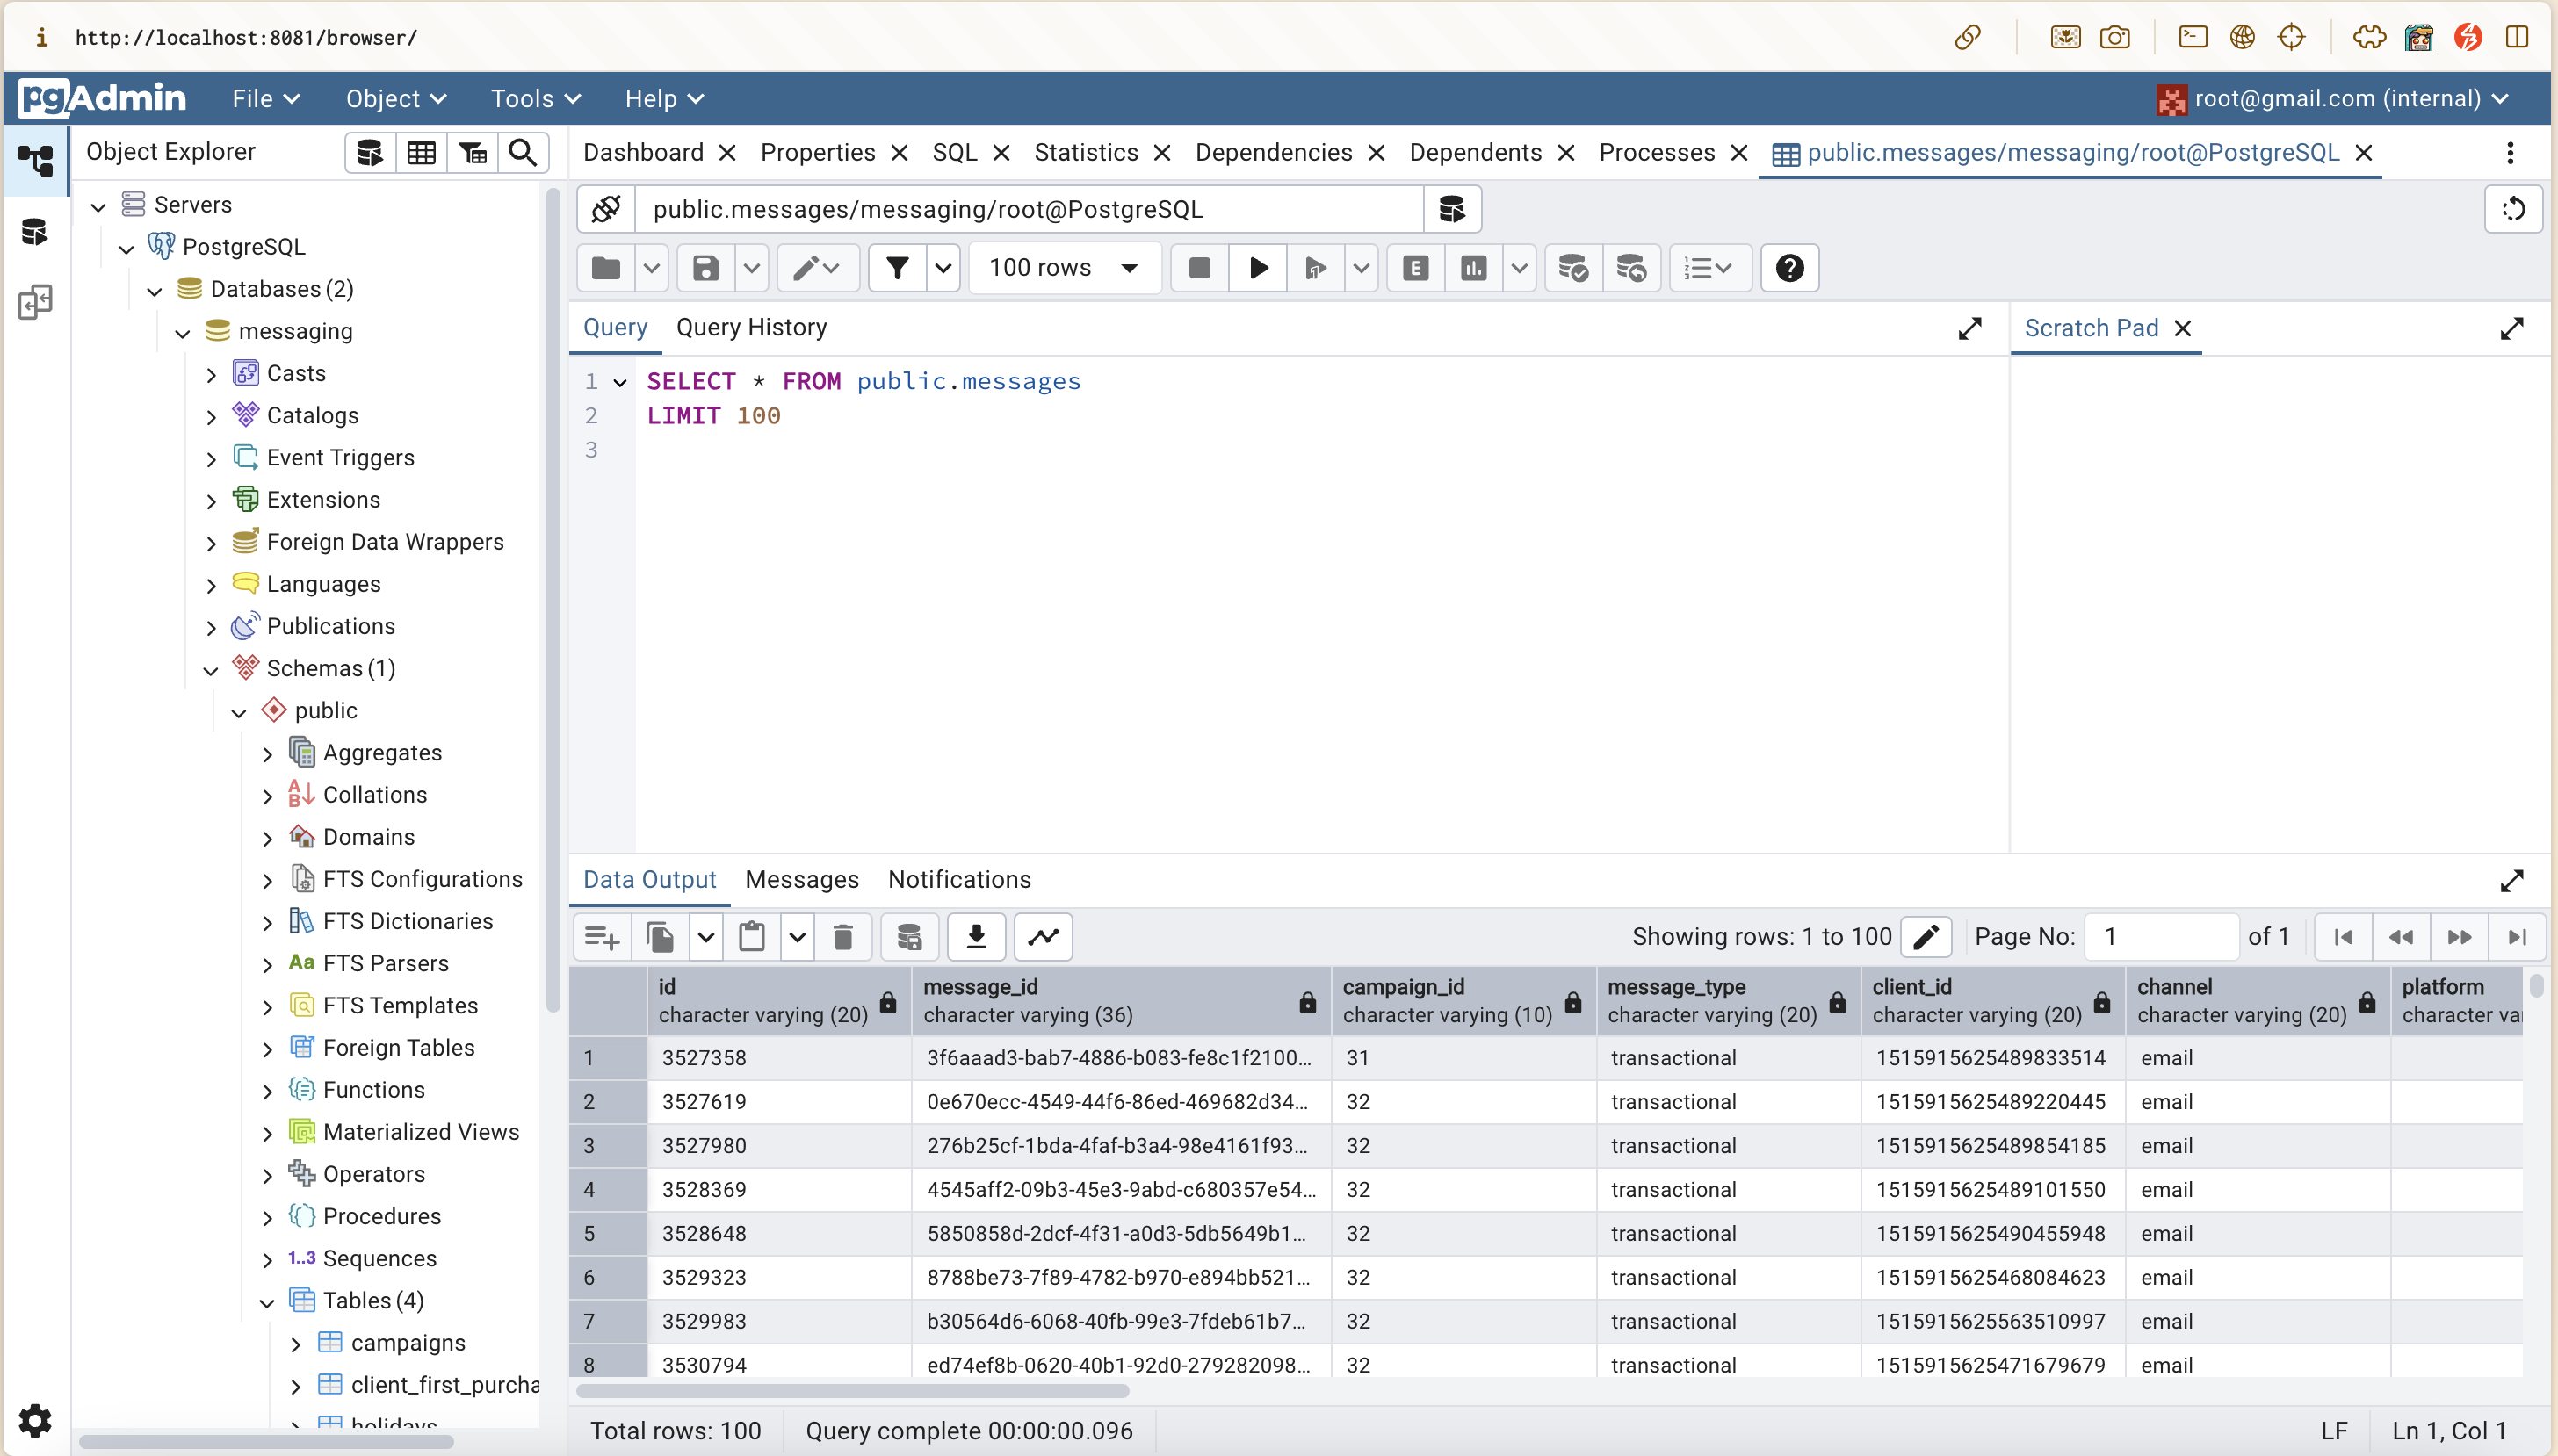 http://localhost:8081/browser/
pgAdmin File Object Tools Help root@gmail.com (internal)
Object Explorer
Dashboard Properties SQL Statistics Dependencies Dependents Processes public.messages/messaging/root@PostgreSQL
Servers
PostgreSQL
Databases (2)
messaging
Casts
Catalogs
Event Triggers
Extensions
Foreign Data Wrappers
Languages
Publications
Schemas (1)
public
Aggregates
Collations
Domains
FTS Configurations
FTS Dictionaries
Aa FTS Parsers
FTS Templates
Foreign Tables
Functions
Materialized Views
Operators
Procedures
1..3 Sequences
Tables (4)
campaigns
client_first_purcha
holidays
public.messages/messaging/root@PostgreSQL
100 rows
E
Query Query History
Scratch Pad
1 SELECT * FROM public.messages
2 LIMIT 100
3
Data Output Messages Notifications
Showing rows: 1 to 100 Page No: 1 of 1
id message_id campaign_id message_type client_id channel platform
character varying (20) character varying (36) character varying (10) character varying (20) character varying (20) character varying (20) character va
1 3527358 3f6aaad3-bab7-4886-b083-fe8c1f2100... 31 transactional 1515915625489833514 email
2 3527619 0e670ecc-4549-44f6-86ed-469682d34... 32 transactional 1515915625489220445 email
3 3527980 276b25cf-1bda-4faf-b3a4-98e4161f93... 32 transactional 1515915625489854185 email
4 3528369 4545aff2-09b3-45e3-9abd-c680357e54... 32 transactional 1515915625489101550 email
5 3528648 5850858d-2dcf-4f31-a0d3-5db5649b1... 32 transactional 1515915625490455948 email
6 3529323 8788be73-7f89-4782-b970-e894bb521... 32 transactional 1515915625468084623 email
7 3529983 b30564d6-6068-40fb-99e3-7fdeb61b7... 32 transactional 1515915625563510997 email
8 3530794 ed74ef8b-0620-40b1-92d0-279282098... 32 transactional 1515915625471679679 email
Total rows: 100 Query complete 00:00:00.096 LF Ln 1, Col 1